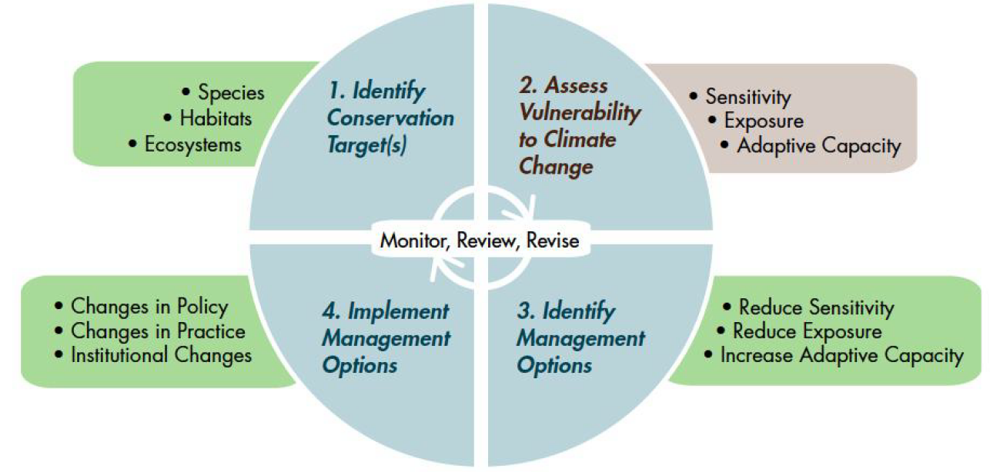 • Species
• Habitats
• Ecosystems
1. Identify
Conservation
Target(s)
2. Assess
Vulnerability
to Climate
Change
• Sensitivity
• Exposure
• Adaptive Capacity
Monitor, Review, Revise
• Changes in Policy
• Changes in Practice
• Institutional Changes
4. Implement
Management
Options
3. Identify
Management
Options
• Reduce Sensitivity
• Reduce Exposure
• Increase Adaptive Capacity